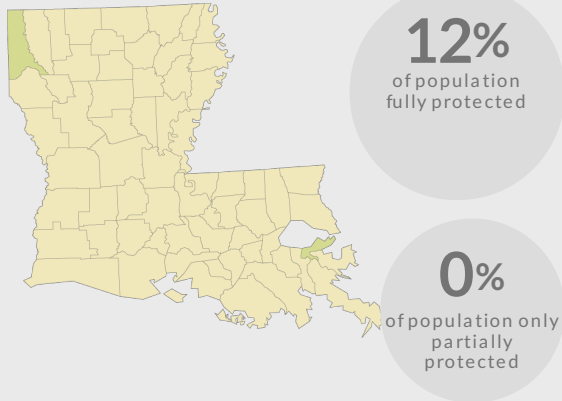 12%
of population
fully protected
0%
of population only
partially
protected